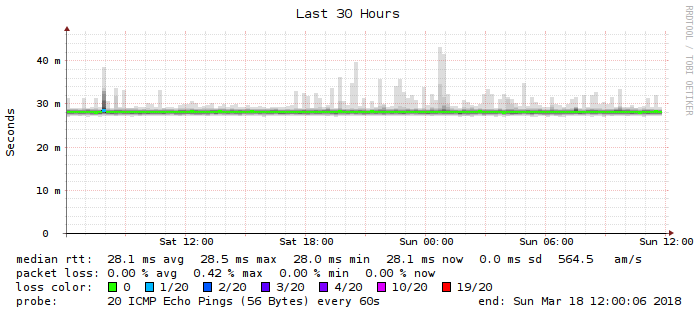 Last 30 Hours
RRDTOOL / TOBI OETIKER
Seconds
40 m
30 m
20 m
10 m
0
Sat 12:00 Sat 18:00 Sun 00:00 Sun 06:00 Sun 12:00
median rtt: 28.1 ms avg 28.5 ms max 28.0 ms min 28.1 ms now 0.0 ms sd 564.5 am/s
packet loss: 0.00 % avg 0.42 % max 0.00 % min 0.00 % now
loss color: 0 1/20 2/20 3/20 4/20 10/20 19/20
probe: 20 ICMP Echo Pings (56 Bytes) every 60s end: Sun Mar 18 12:00:06 2018